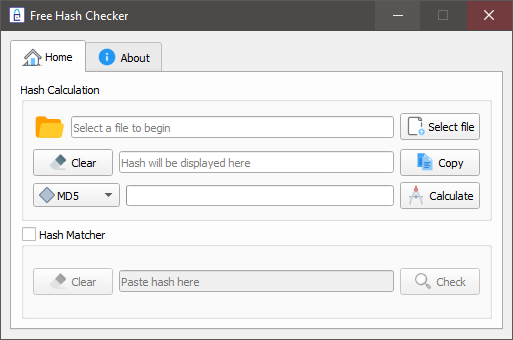 Free Hash Checker
Home
About
Hash Calculation
Select a file to begin
Select file
Clear
Hash will be displayed here
Copy
MD5
Calculate
Hash Matcher
Clear
Paste hash here
Check